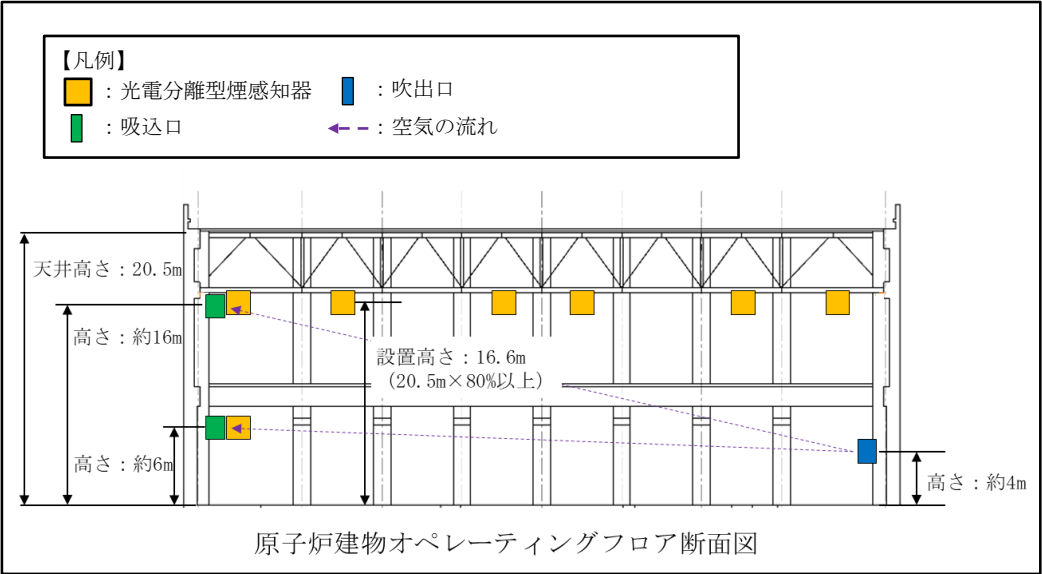 【凡例】
：光電分離型煙感知器 ：吹出口
：吸込口 ：空気の流れ
天井高さ：20.5m
高さ：約16m
設置高さ：16.6m
（20.5m×80%以上）
高さ：約6m
高さ：約4m
原子炉建物オペレーティングフロア断面図